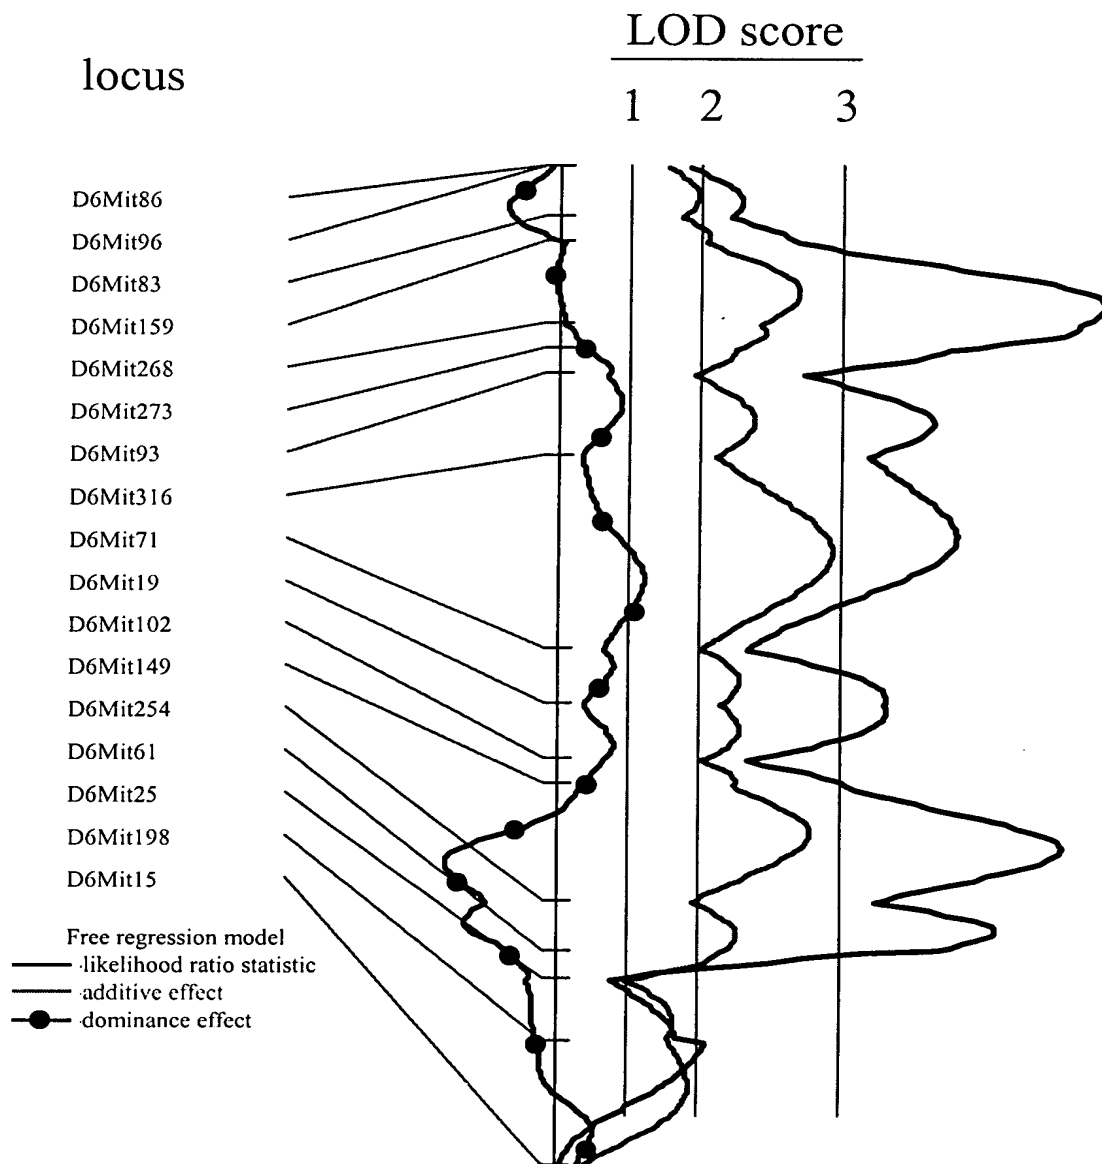 LOD score
locus
1 2 3
D6Mit86
D6Mit96
D6Mit83
D6Mit159
D6Mit268
D6Mit273
D6Mit93
D6Mit316
D6Mit71
D6Mit19
D6Mit102
D6Mit149
D6Mit254
D6Mit61
D6Mit25
D6Mit198
D6Mit15
Free regression model
likelihood ratio statistic
additive effect
dominance effect